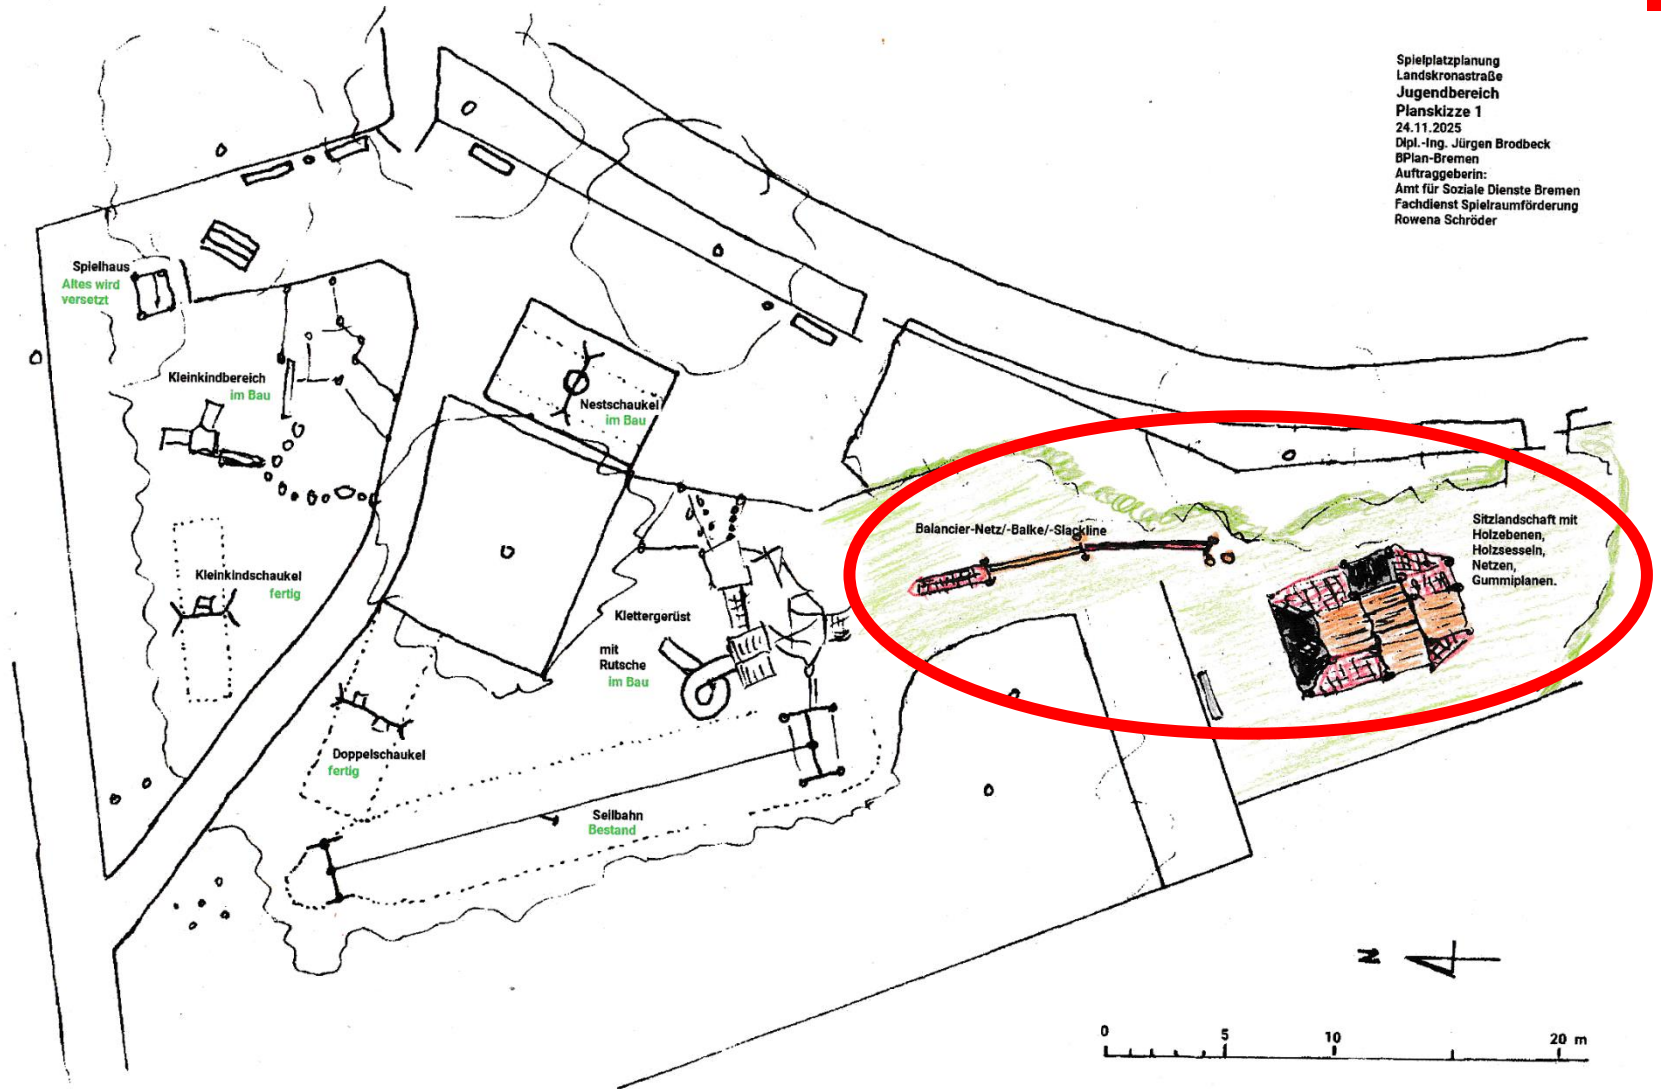 Spielplatzplanung
Landskronastraße
Jugendbereich
Planskizze 1
24.11.2025
Dipl.-Ing. Jürgen Brodbeck
BPlan-Bremen
Auftraggeberin:
Amt für Soziale Dienste Bremen
Fachdienst Spielraumförderung
Rowena Schröder
Spielhaus
Altes wird
versetzt
Kleinkindbereich
im Bau
Nestschaukel
im Bau
Balancier-Netz/-Balke/-Slackline
Sitzlandschaft mit
Holzebenen,
Holzsesseln,
Netzen,
Gummiplanen.
Kleinkindschaukel
fertig
Klettergerüst
mit
Rutsche
im Bau
Doppelschaukel
fertig
Seilbahn
Bestand
N
0 5 10 20 m